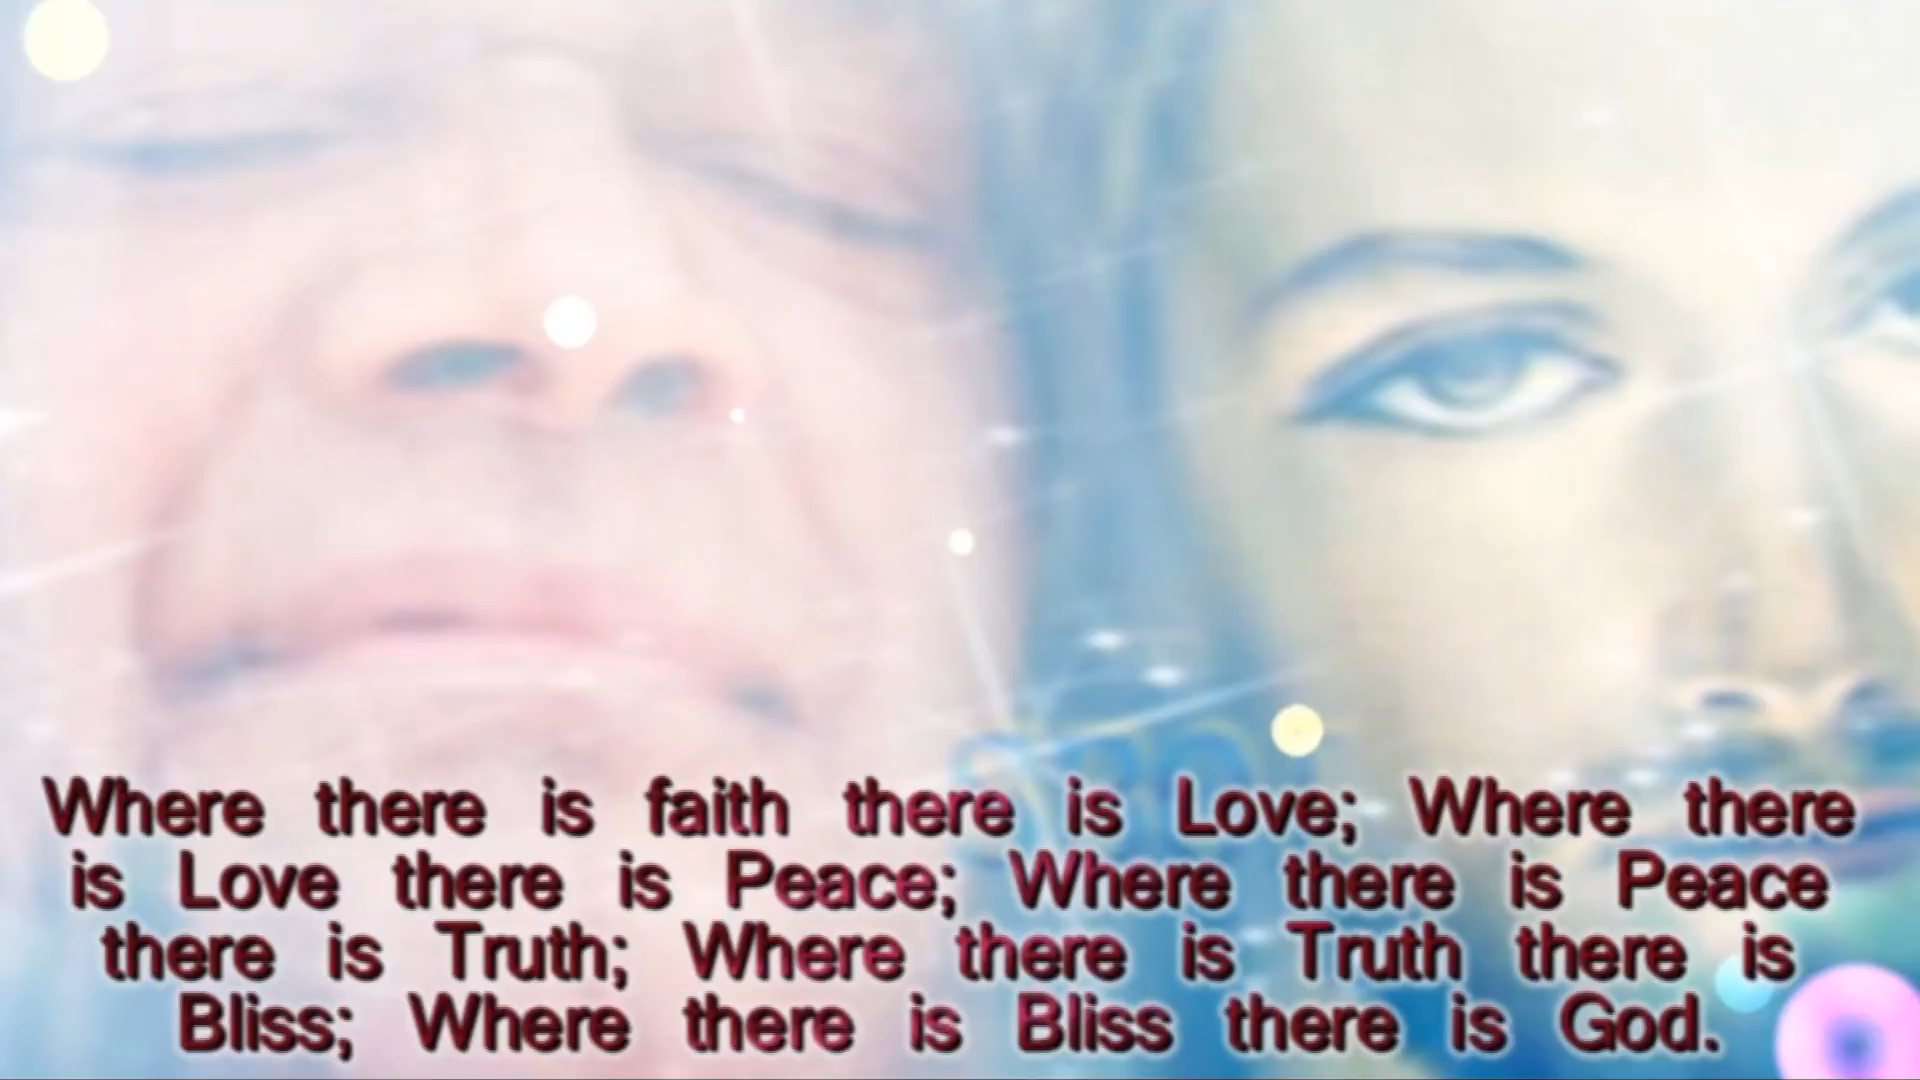 Where there is faith there is Love; Where there
is Love there is Peace; Where there is Peace
there is Truth; Where there is Truth there is
Bliss; Where there is Bliss there is God.